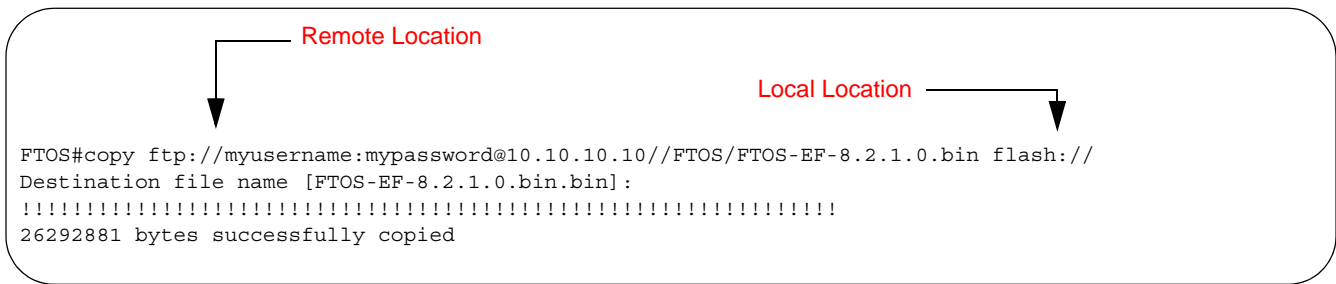 Remote Location
Local Location
FTOS#copy ftp://myusername:mypassword@10.10.10.10//FTOS/FTOS-EF-8.2.1.0.bin flash://
Destination file name [FTOS-EF-8.2.1.0.bin.bin]:
!!!!!!!!!!!!!!!!!!!!!!!!!!!!!!!!!!!!!!!!!!!!!!!!!!!!!!!!!!!!!!!!
26292881 bytes successfully copied